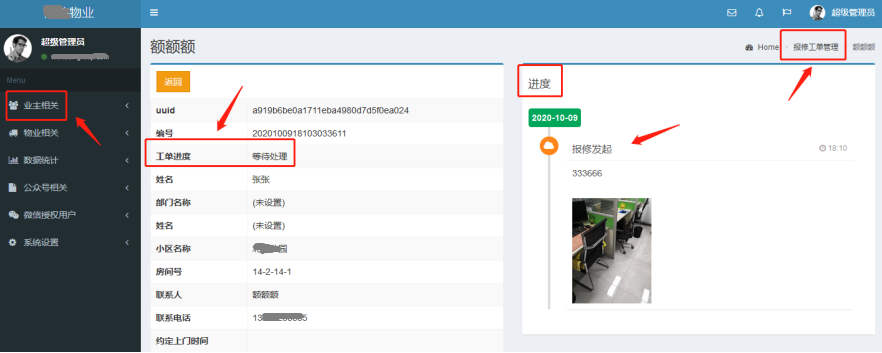 物业
超级管理员
超级管理员
Menu
业主相关
物业相关
数据统计
公众号相关
微信授权用户
系统设置
额额额
Home > 报修工单管理 额额额
返回
uuid a919b6be0a1711eba4980d7d5f0ea024
编号 2020100918103033611
工单进度 等待处理
姓名 张张
部门名称 (未设置)
姓名 (未设置)
小区名称 园
房间号 14-2-14-1
联系人 额额额
联系电话 13
约定上门时间
进度
2020-10-09
报修发起 18:10
333666